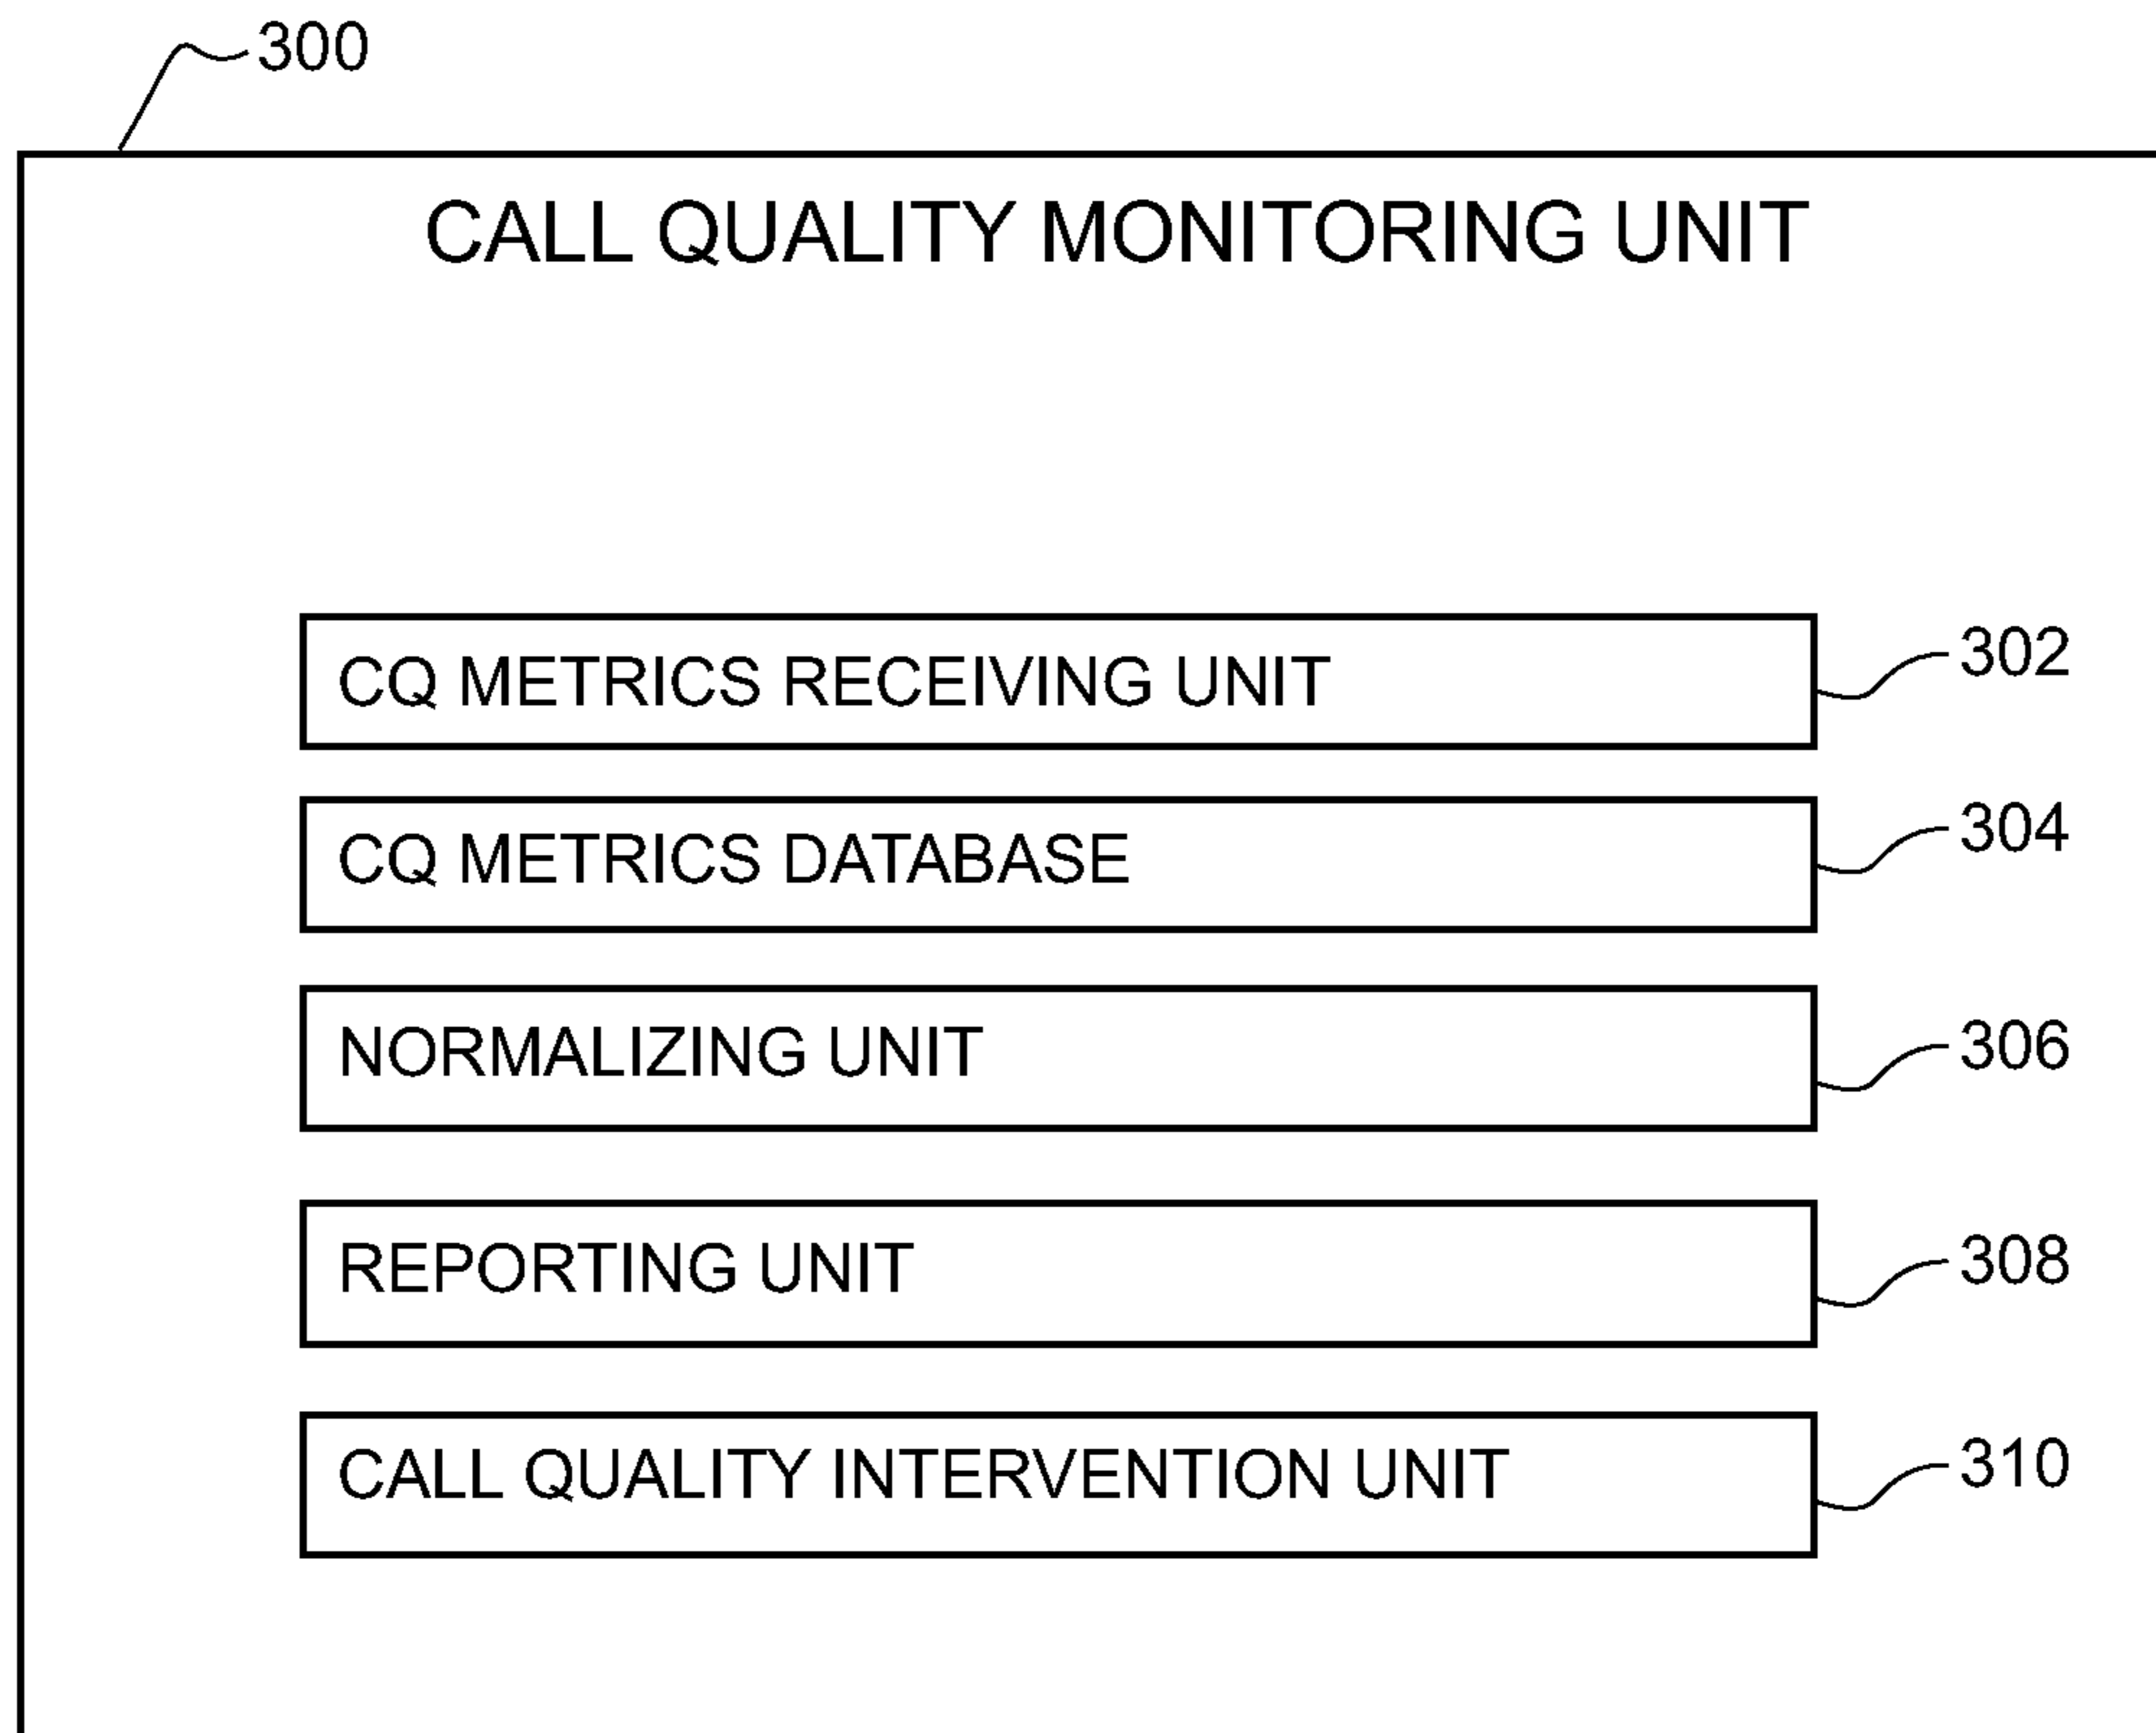 300
CALL QUALITY MONITORING UNIT
CQ METRICS RECEIVING UNIT
302
CQ METRICS DATABASE
304
NORMALIZING UNIT
306
REPORTING UNIT
308
CALL QUALITY INTERVENTION UNIT
310